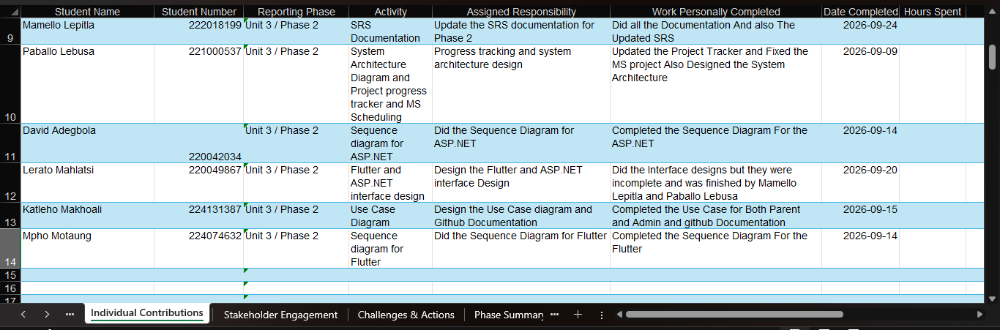 Student Name Student Number Reporting Phase Activity Assigned Responsibility Work Personally Completed Date Completed Hours Spent
9 Mamello Lepitla 222018199 Unit 3 / Phase 2 SRS Update the SRS documentation for Did all the Documentation And also The 2026-09-24
Documentation Phase 2 Updated SRS
10 Paballo Lebusa 221000537 Unit 3 / Phase 2 System Progress tracking and system Updated the Project Tracker and Fixed the 2026-09-09
Architecture architecture design MS project Also Designed the System
Diagram and Architecture
Project progress
tracker and MS
Scheduling
11 David Adegbola 220042034 Unit 3 / Phase 2 Sequence Did the Sequence Diagram for Completed the Sequence Diagram For the 2026-09-14
diagram for ASP.NET ASP.NET
ASP.NET
12 Lerato Mahlatsi 220049867 Unit 3 / Phase 2 Flutter and Design the Flutter and ASP.NET Did the Interface designs but they were 2026-09-20
ASP.NET interface Design incomplete and was finished by Mamello
interface design Lepitla and Paballo Lebusa
13 Katleho Makhoali 224131387 Unit 3 / Phase 2 Use Case Design the Use Case diagram and Completed the Use Case for Both Parent 2026-09-15
Diagram Github Documentation and Admin and github Documentation
14 Mpho Motaung 224074632 Unit 3 / Phase 2 Sequence Did the Sequence Diagram for Flutter Completed the Sequence Diagram For the 2026-09-14
diagram for Flutter
Flutter
15
16
17
Individual Contributions Stakeholder Engagement Challenges & Actions Phase Summar